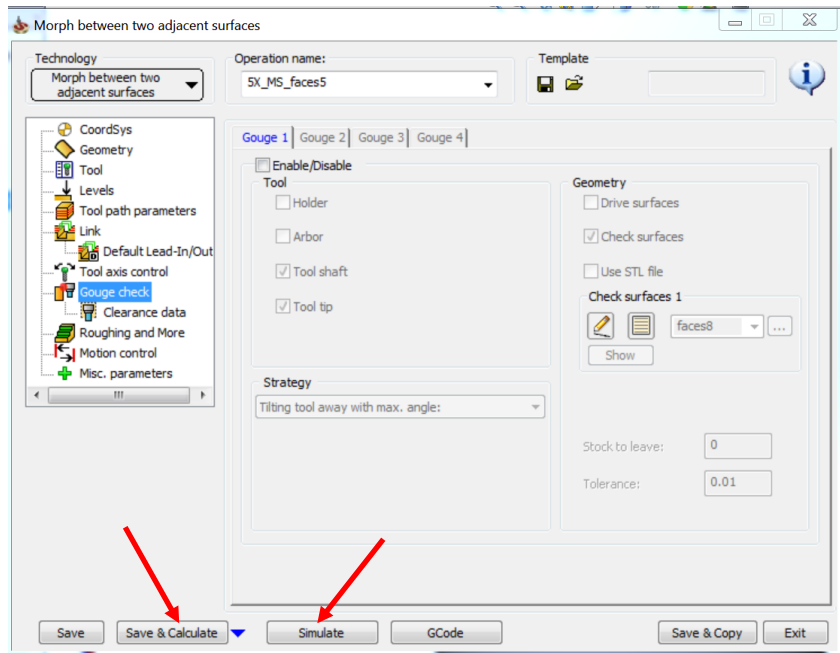 Morph between two adjacent surfaces
Technology
Morph between two
adjacent surfaces
Operation name:
5X_MS_faces5
Template
CoordSys
Geometry
Tool
Levels
Tool path parameters
Link
Default Lead-In/Out
Tool axis control
Gouge check
Clearance data
Roughing and More
Motion control
Misc. parameters
Gouge 1
Gouge 2
Gouge 3
Gouge 4
Enable/Disable
Tool
Holder
Arbor
Tool shaft
Tool tip
Strategy
Tilting tool away with max. angle:
Geometry
Drive surfaces
Check surfaces
Use STL file
Check surfaces 1
faces8
...
Show
Stock to leave:
0
Tolerance:
0.01
Save
Save & Calculate
Simulate
GCode
Save & Copy
Exit